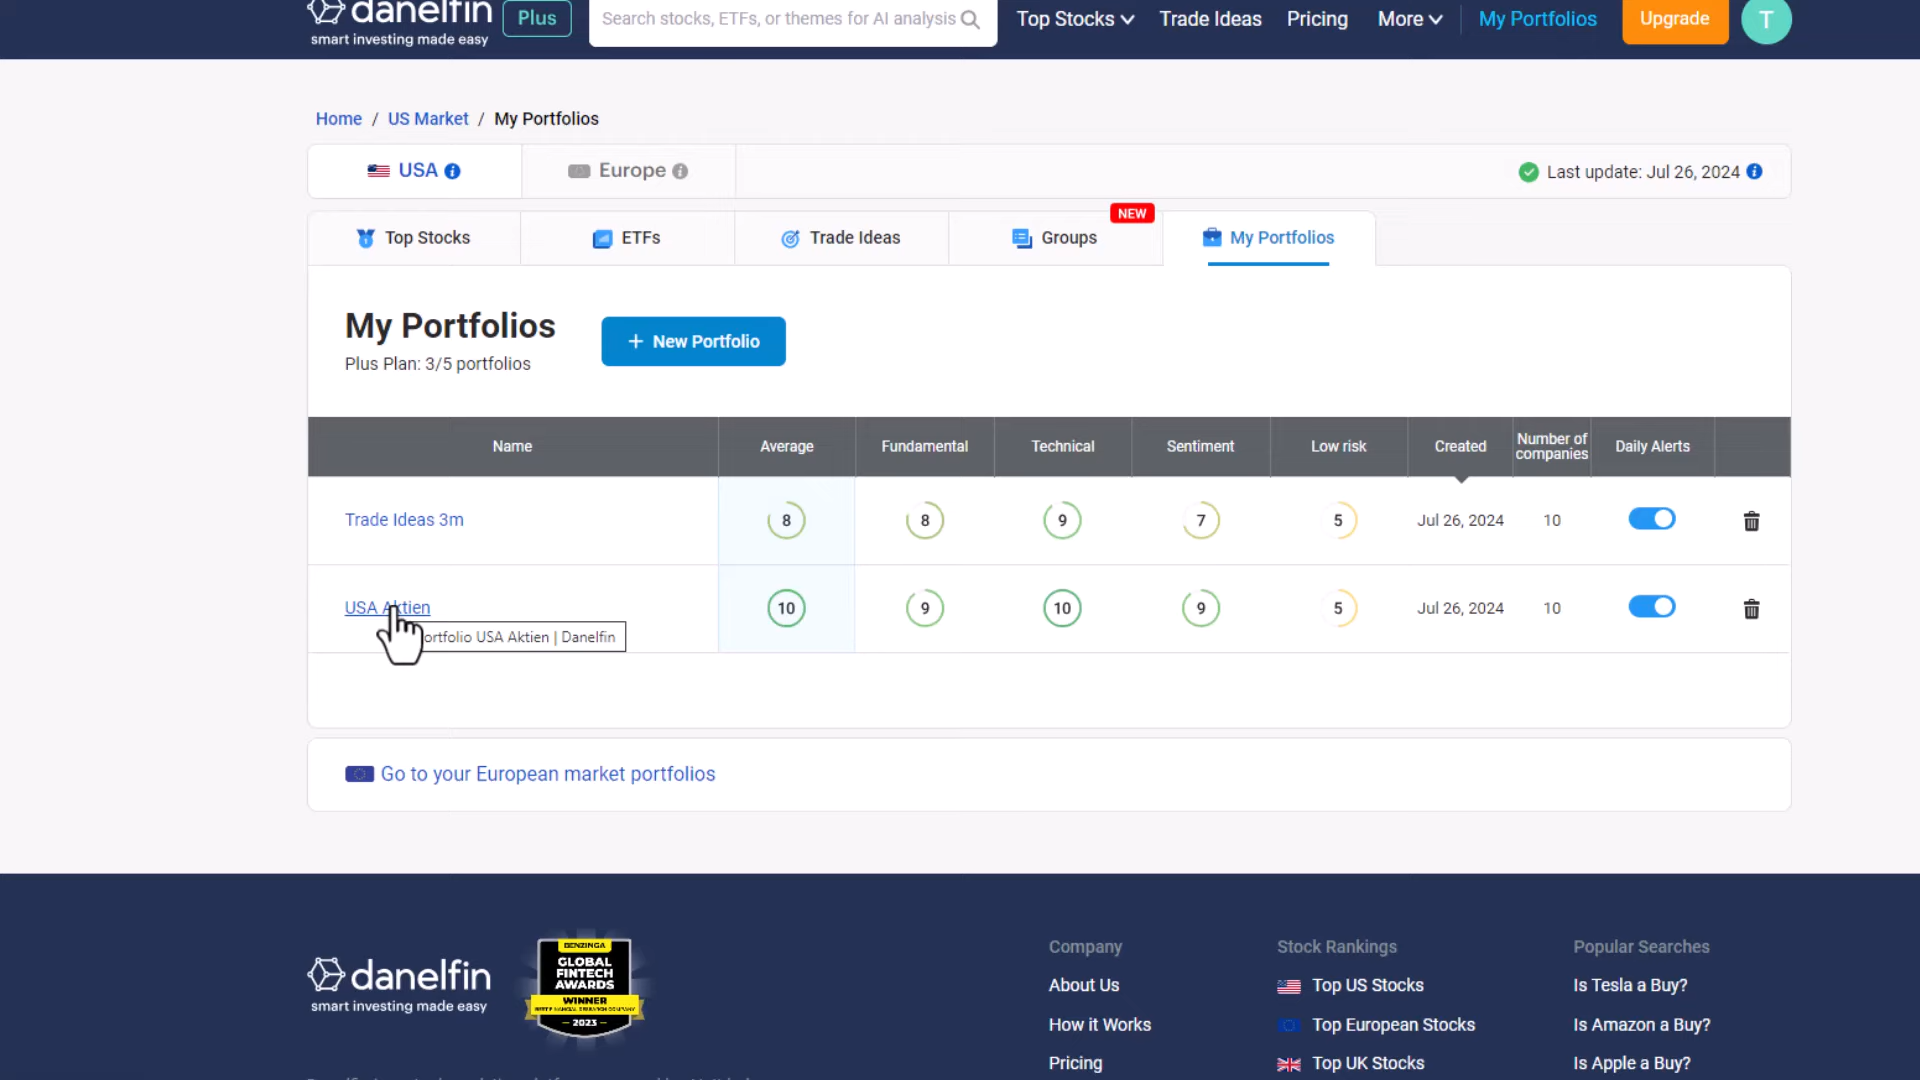 danelfin
smart investing made easy
Plus
Search stocks, ETFs, or themes for AI analysis
Top Stocks
Trade Ideas
Pricing
More
My Portfolios
Upgrade
T
Home / US Market / My Portfolios
USA
Europe
Last update: Jul 26, 2024
Top Stocks
ETFs
Trade Ideas
Groups
NEW
My Portfolios
My Portfolios
Plus Plan: 3/5 portfolios
+ New Portfolio
Name Average Fundamental Technical Sentiment Low risk Created Number of companies Daily Alerts
Trade Ideas 3m 8 8 9 7 5 Jul 26, 2024 10
USA Aktien 10 9 10 9 5 Jul 26, 2024 10
ortfolio USA Aktien | Danelfin
Go to your European market portfolios
danelfin
smart investing made easy
BENZINGA
GLOBAL
FINTECH
AWARDS
WINNER
2023
Company
About Us
How it Works
Pricing
Stock Rankings
Top US Stocks
Top European Stocks
Top UK Stocks
Popular Searches
Is Tesla a Buy?
Is Amazon a Buy?
Is Apple a Buy?